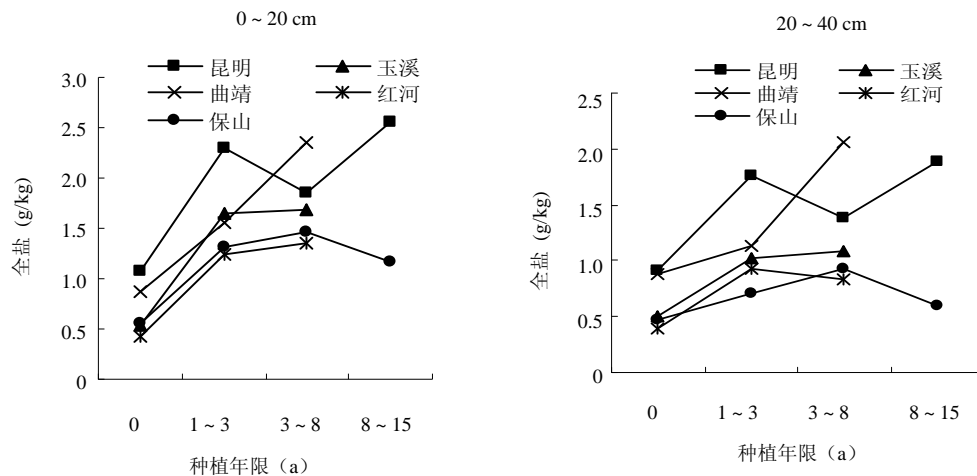 0 ~ 20 cm
昆明 玉溪
曲靖 红河
保山
3.0
2.5
2.0
1.5
1.0
0.5
0
全盐 (g/kg)
0 1 ~ 3 3 ~ 8 8 ~ 15
种植年限（a）
20 ~ 40 cm
昆明 玉溪
曲靖 红河
保山
2.5
2.0
1.5
1.0
0.5
0
全盐 (g/kg)
0 1 ~ 3 3 ~ 8 8 ~ 15
种植年限（a）